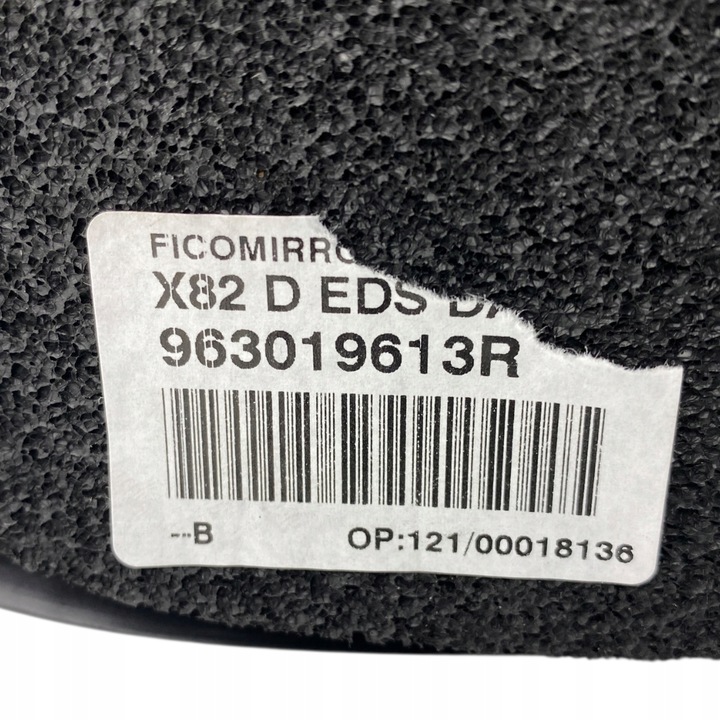 FICOMIRRO
X82 D EDS
963019613R
---B OP:121/00018136